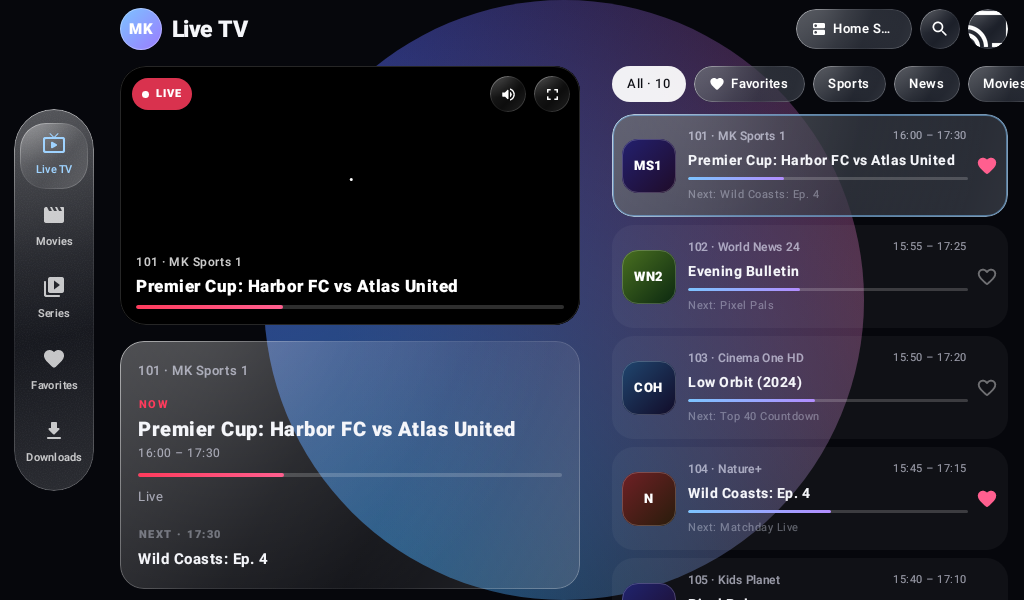 MK Live TV
Home S...
Live TV
Movies
Series
Favorites
Downloads
LIVE
101 · MK Sports 1
Premier Cup: Harbor FC vs Atlas United
101 · MK Sports 1
NOW
Premier Cup: Harbor FC vs Atlas United
16:00 – 17:30
Live
NEXT · 17:30
Wild Coasts: Ep. 4
All · 10
Favorites
Sports
News
Movies
MS1
101 · MK Sports 1
16:00 – 17:30
Premier Cup: Harbor FC vs Atlas United
Next: Wild Coasts: Ep. 4
WN2
102 · World News 24
15:55 – 17:25
Evening Bulletin
Next: Pixel Pals
COH
103 · Cinema One HD
15:50 – 17:20
Low Orbit (2024)
Next: Top 40 Countdown
N
104 · Nature+
15:45 – 17:15
Wild Coasts: Ep. 4
Next: Matchday Live
105 · Kids Planet
15:40 – 17:10